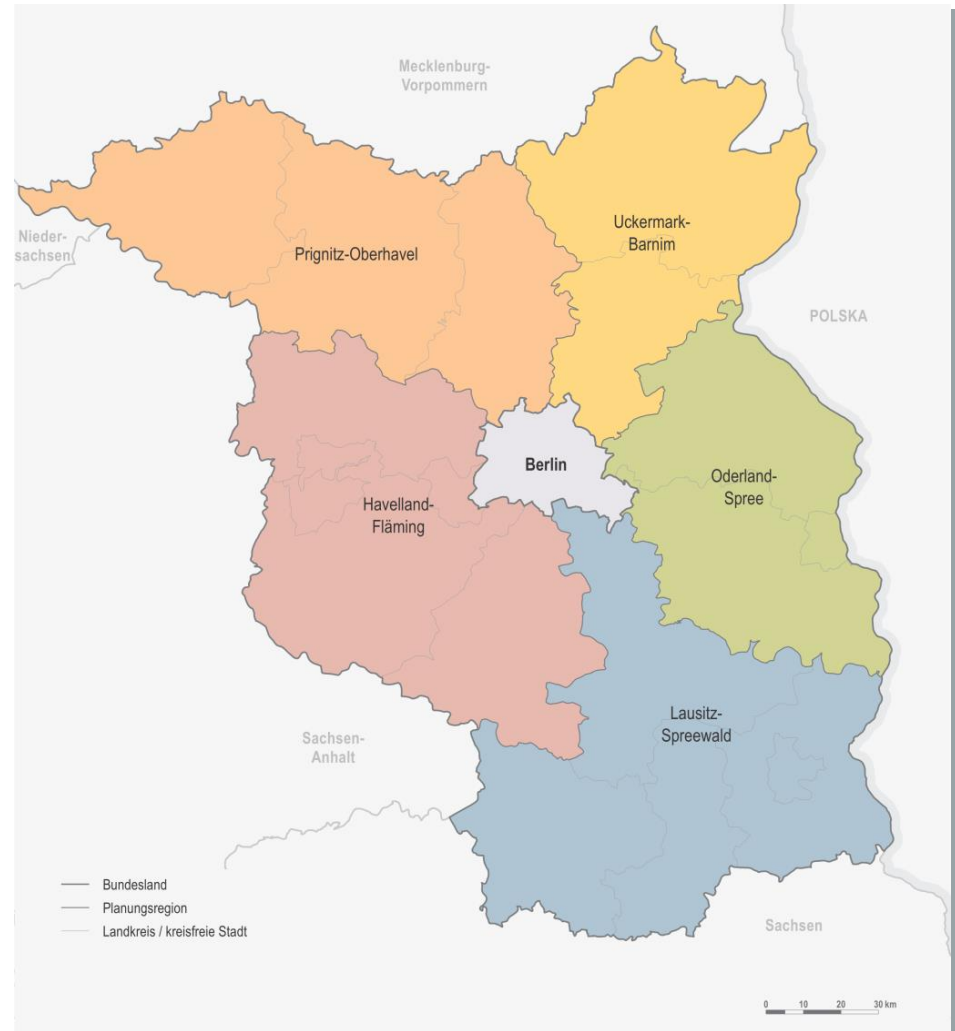 Mecklenburg-
Vorpommern
Uckermark-
Barnim
Nieder-
sachsen
Prignitz-Oberhavel
POLSKA
Berlin
Oderland-
Spree
Havelland-
Fläming
Lausitz-
Spreewald
Sachsen-
Anhalt
Bundesland
Planungsregion
Landkreis / kreisfreie Stadt
Sachsen
0 10 20 30 km